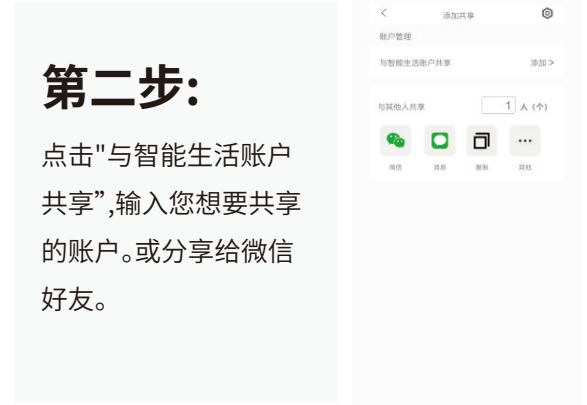 第二步:
点击"与智能生活账户
共享”,输入您想要共享
的账户。或分享给微信
好友。
添加共享
账户管理
与智能生活账户共享 添加 >
与其他人共享 1 人 (个)
微信 消息 复制 其他